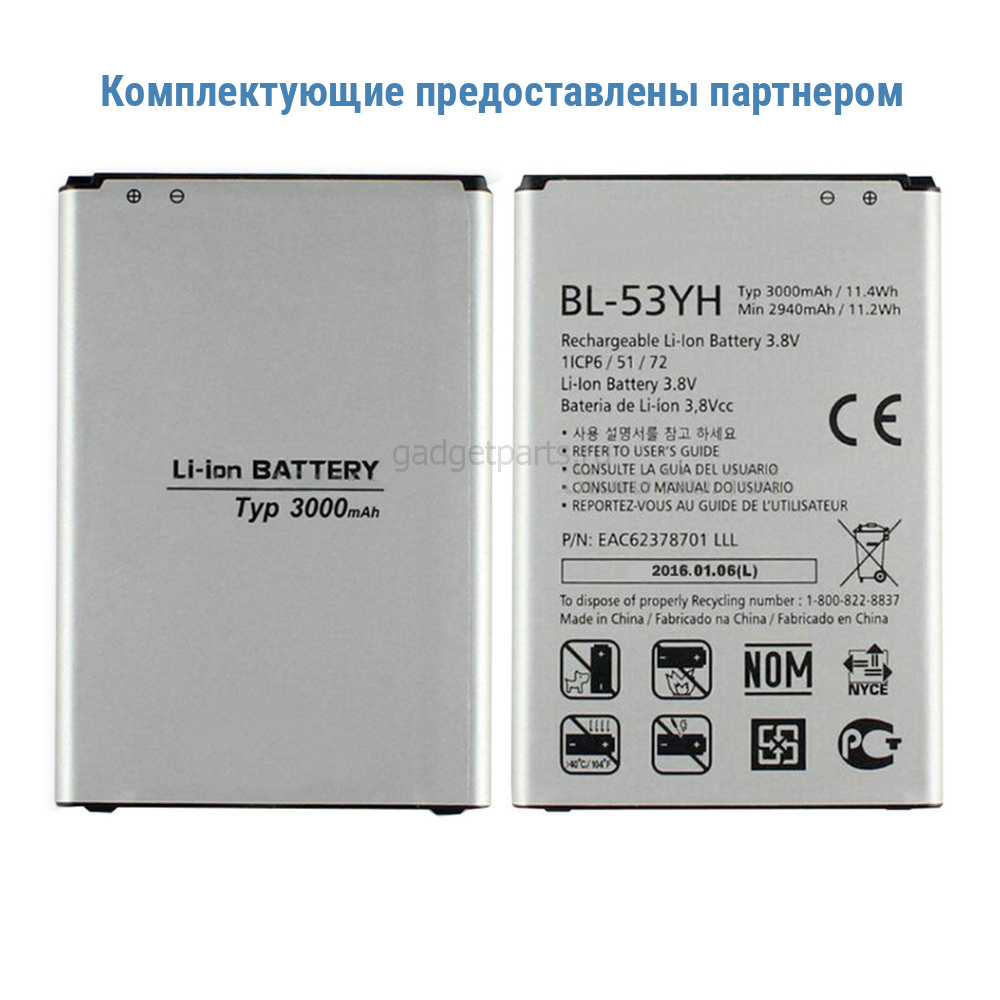 Комплектующие предоставлены партнером
Li-ion BATTERY
Typ 3000mAh
BL-53YH
Typ 3000mAh / 11.4Wh
Min 2940mAh / 11.2Wh
Rechargeable Li-Ion Battery 3.8V
1ICP6 / 51 / 72
Li-Ion Battery 3.8V
Bateria de Li-íon 3,8Vcc
• 사용 설명서를 참고 하세요
• REFER TO USER'S GUIDE
• CONSULTE LA GUÍA DEL USUARIO
• CONSULTE O MANUAL DO USUÁRIO
• REPORTEZ-VOUS AU GUIDE DE L'UTILISATEUR
gadgetparts.ru
P/N: EAC62378701 LLL
2016.01.06(L)
To dispose of properly Recycling number : 1-800-822-8837
Made in China / Fabricado na China / Fabricado en China
NOM
NYCE
>40°C/104°F